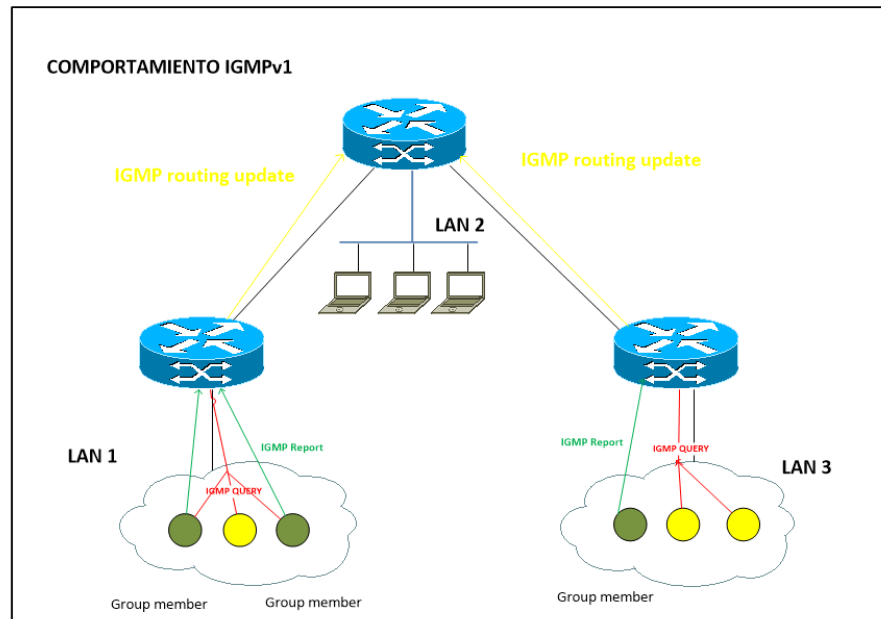 COMPORTAMIENTO IGMPv1
IGMP routing update
IGMP routing update
LAN 2
LAN 1
IGMP Report
IGMP QUERY
IGMP Report
IGMP QUERY
LAN 3
Group member
Group member
Group member